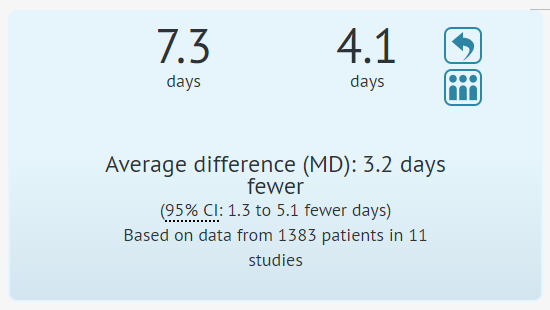 7.3 4.1
days days
Average difference (MD): 3.2 days
fewer
(95% CI: 1.3 to 5.1 fewer days)
Based on data from 1383 patients in 11
studies